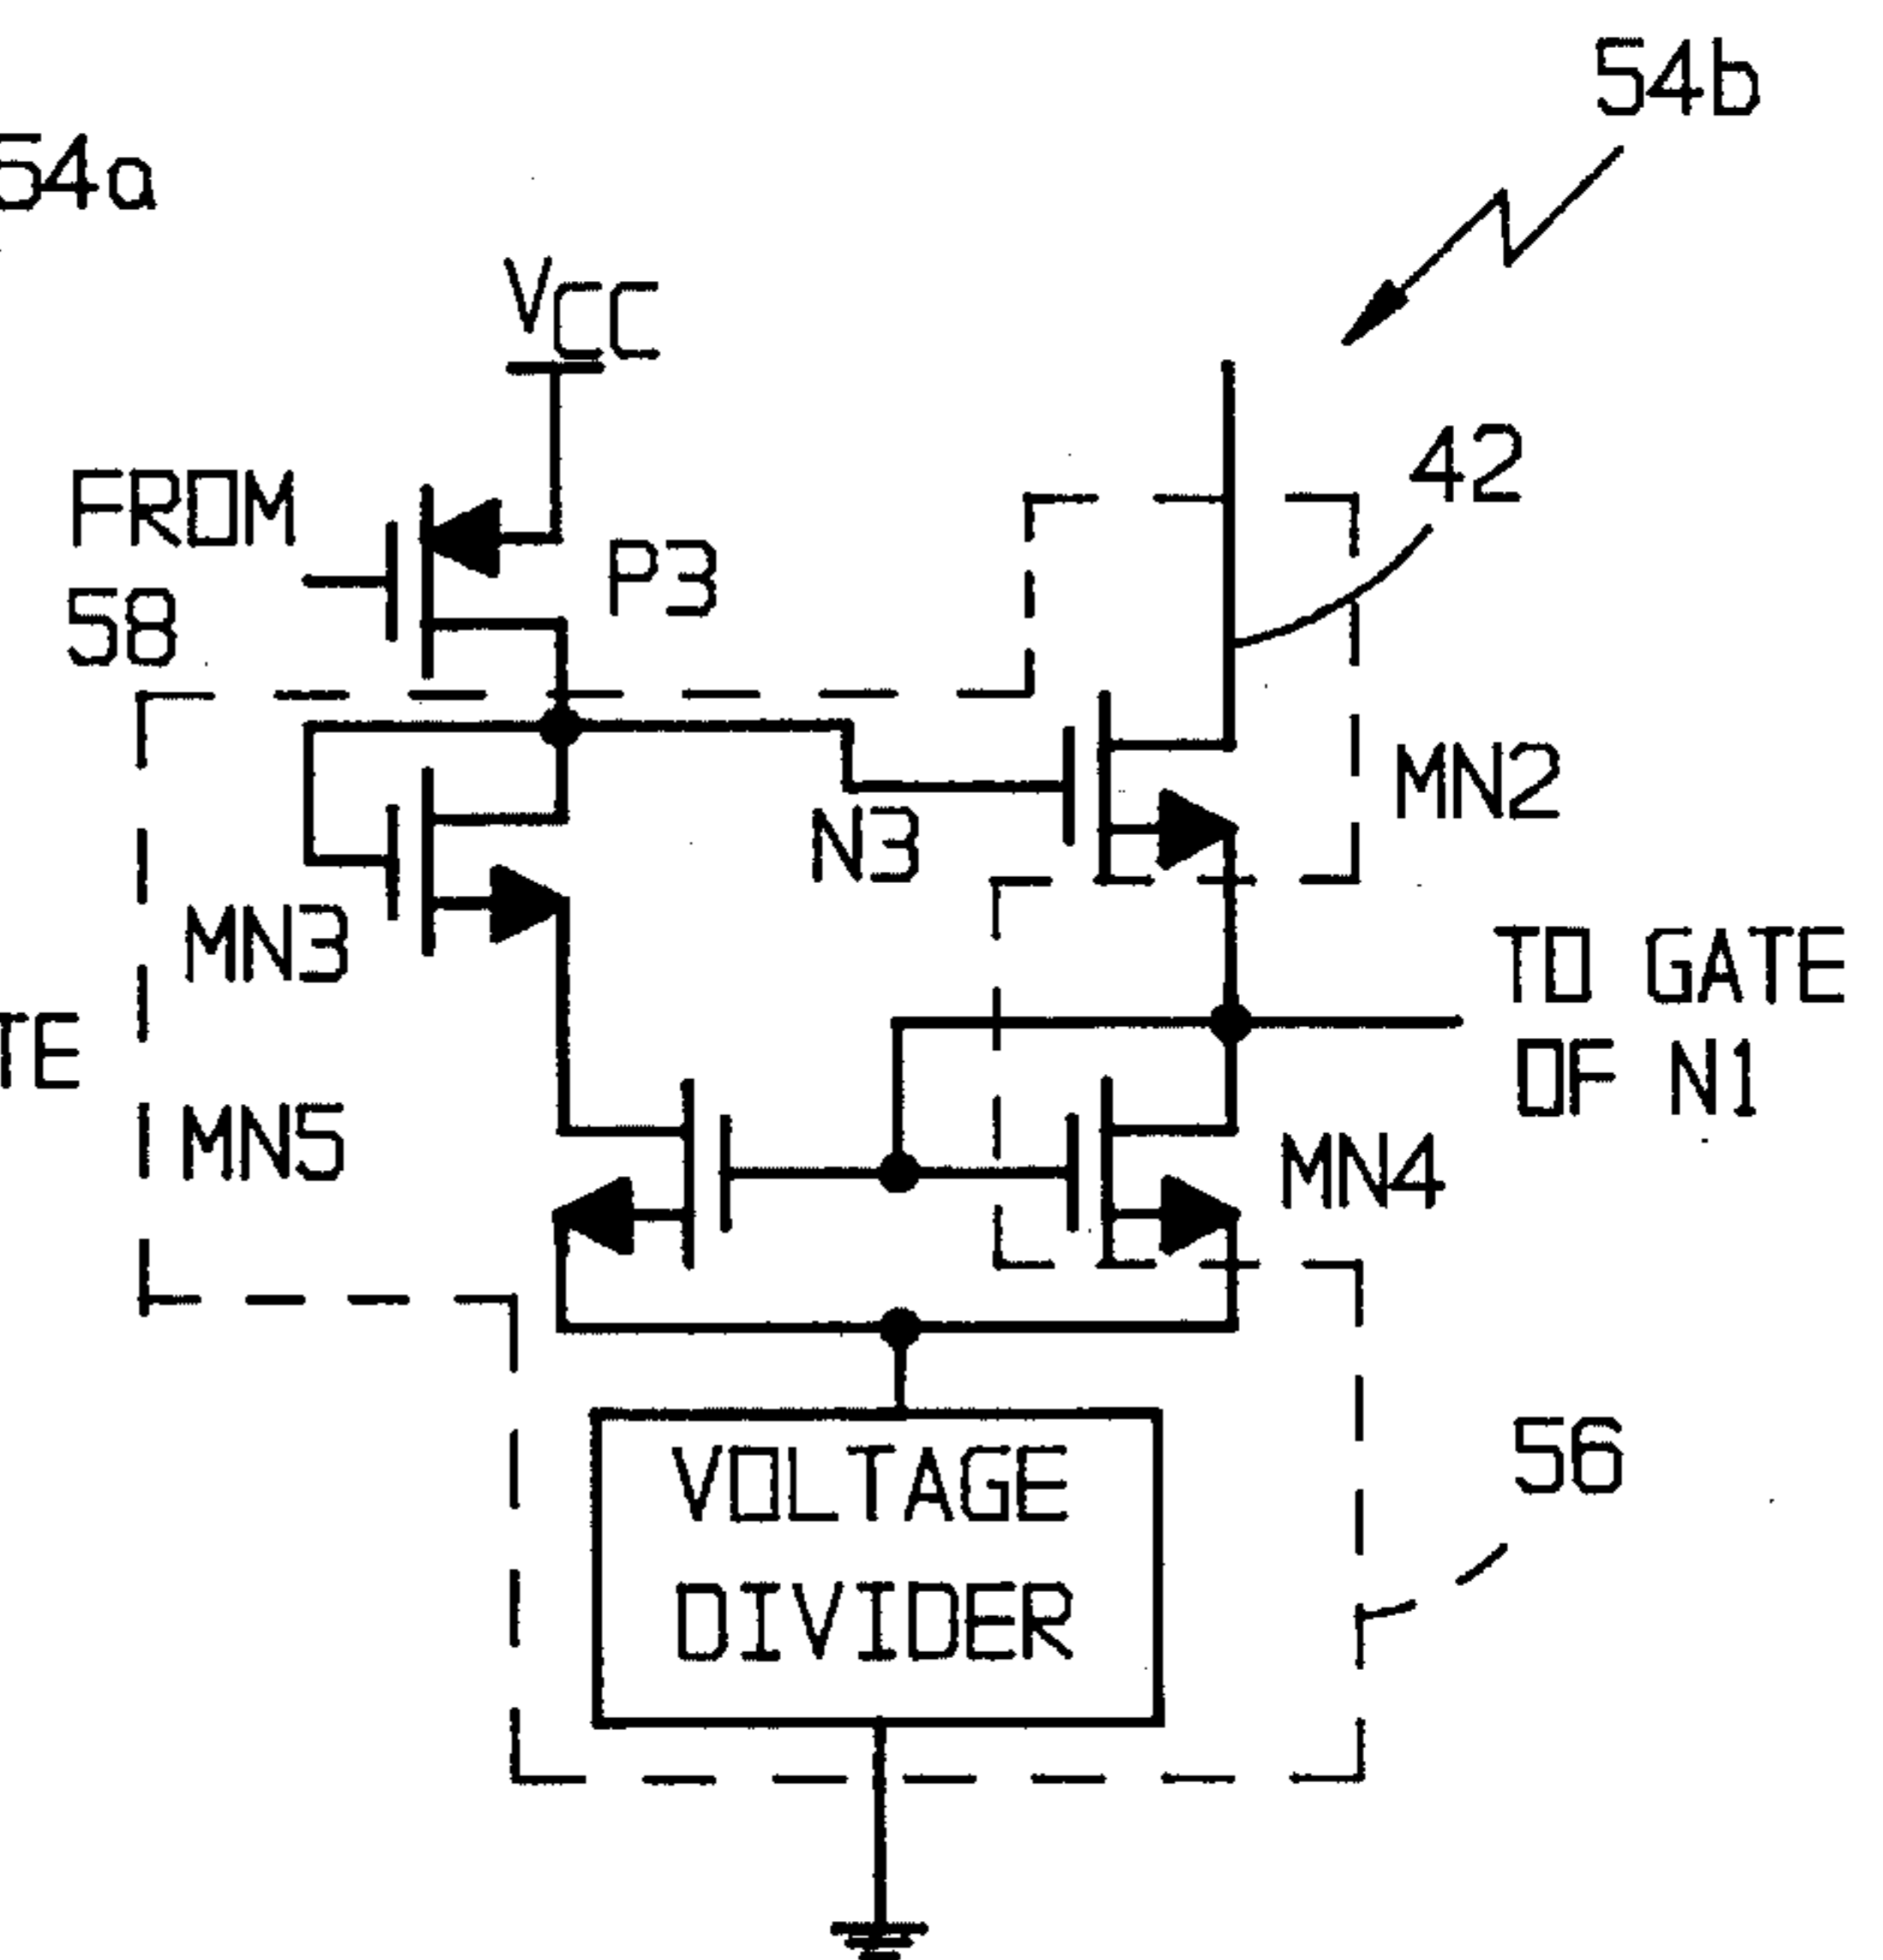 54b
54a
VCC
42
FROM
58
P3
MN2
N3
MN3
TO GATE
OF N1
TE
MN5
MN4
56
VOLTAGE
DIVIDER